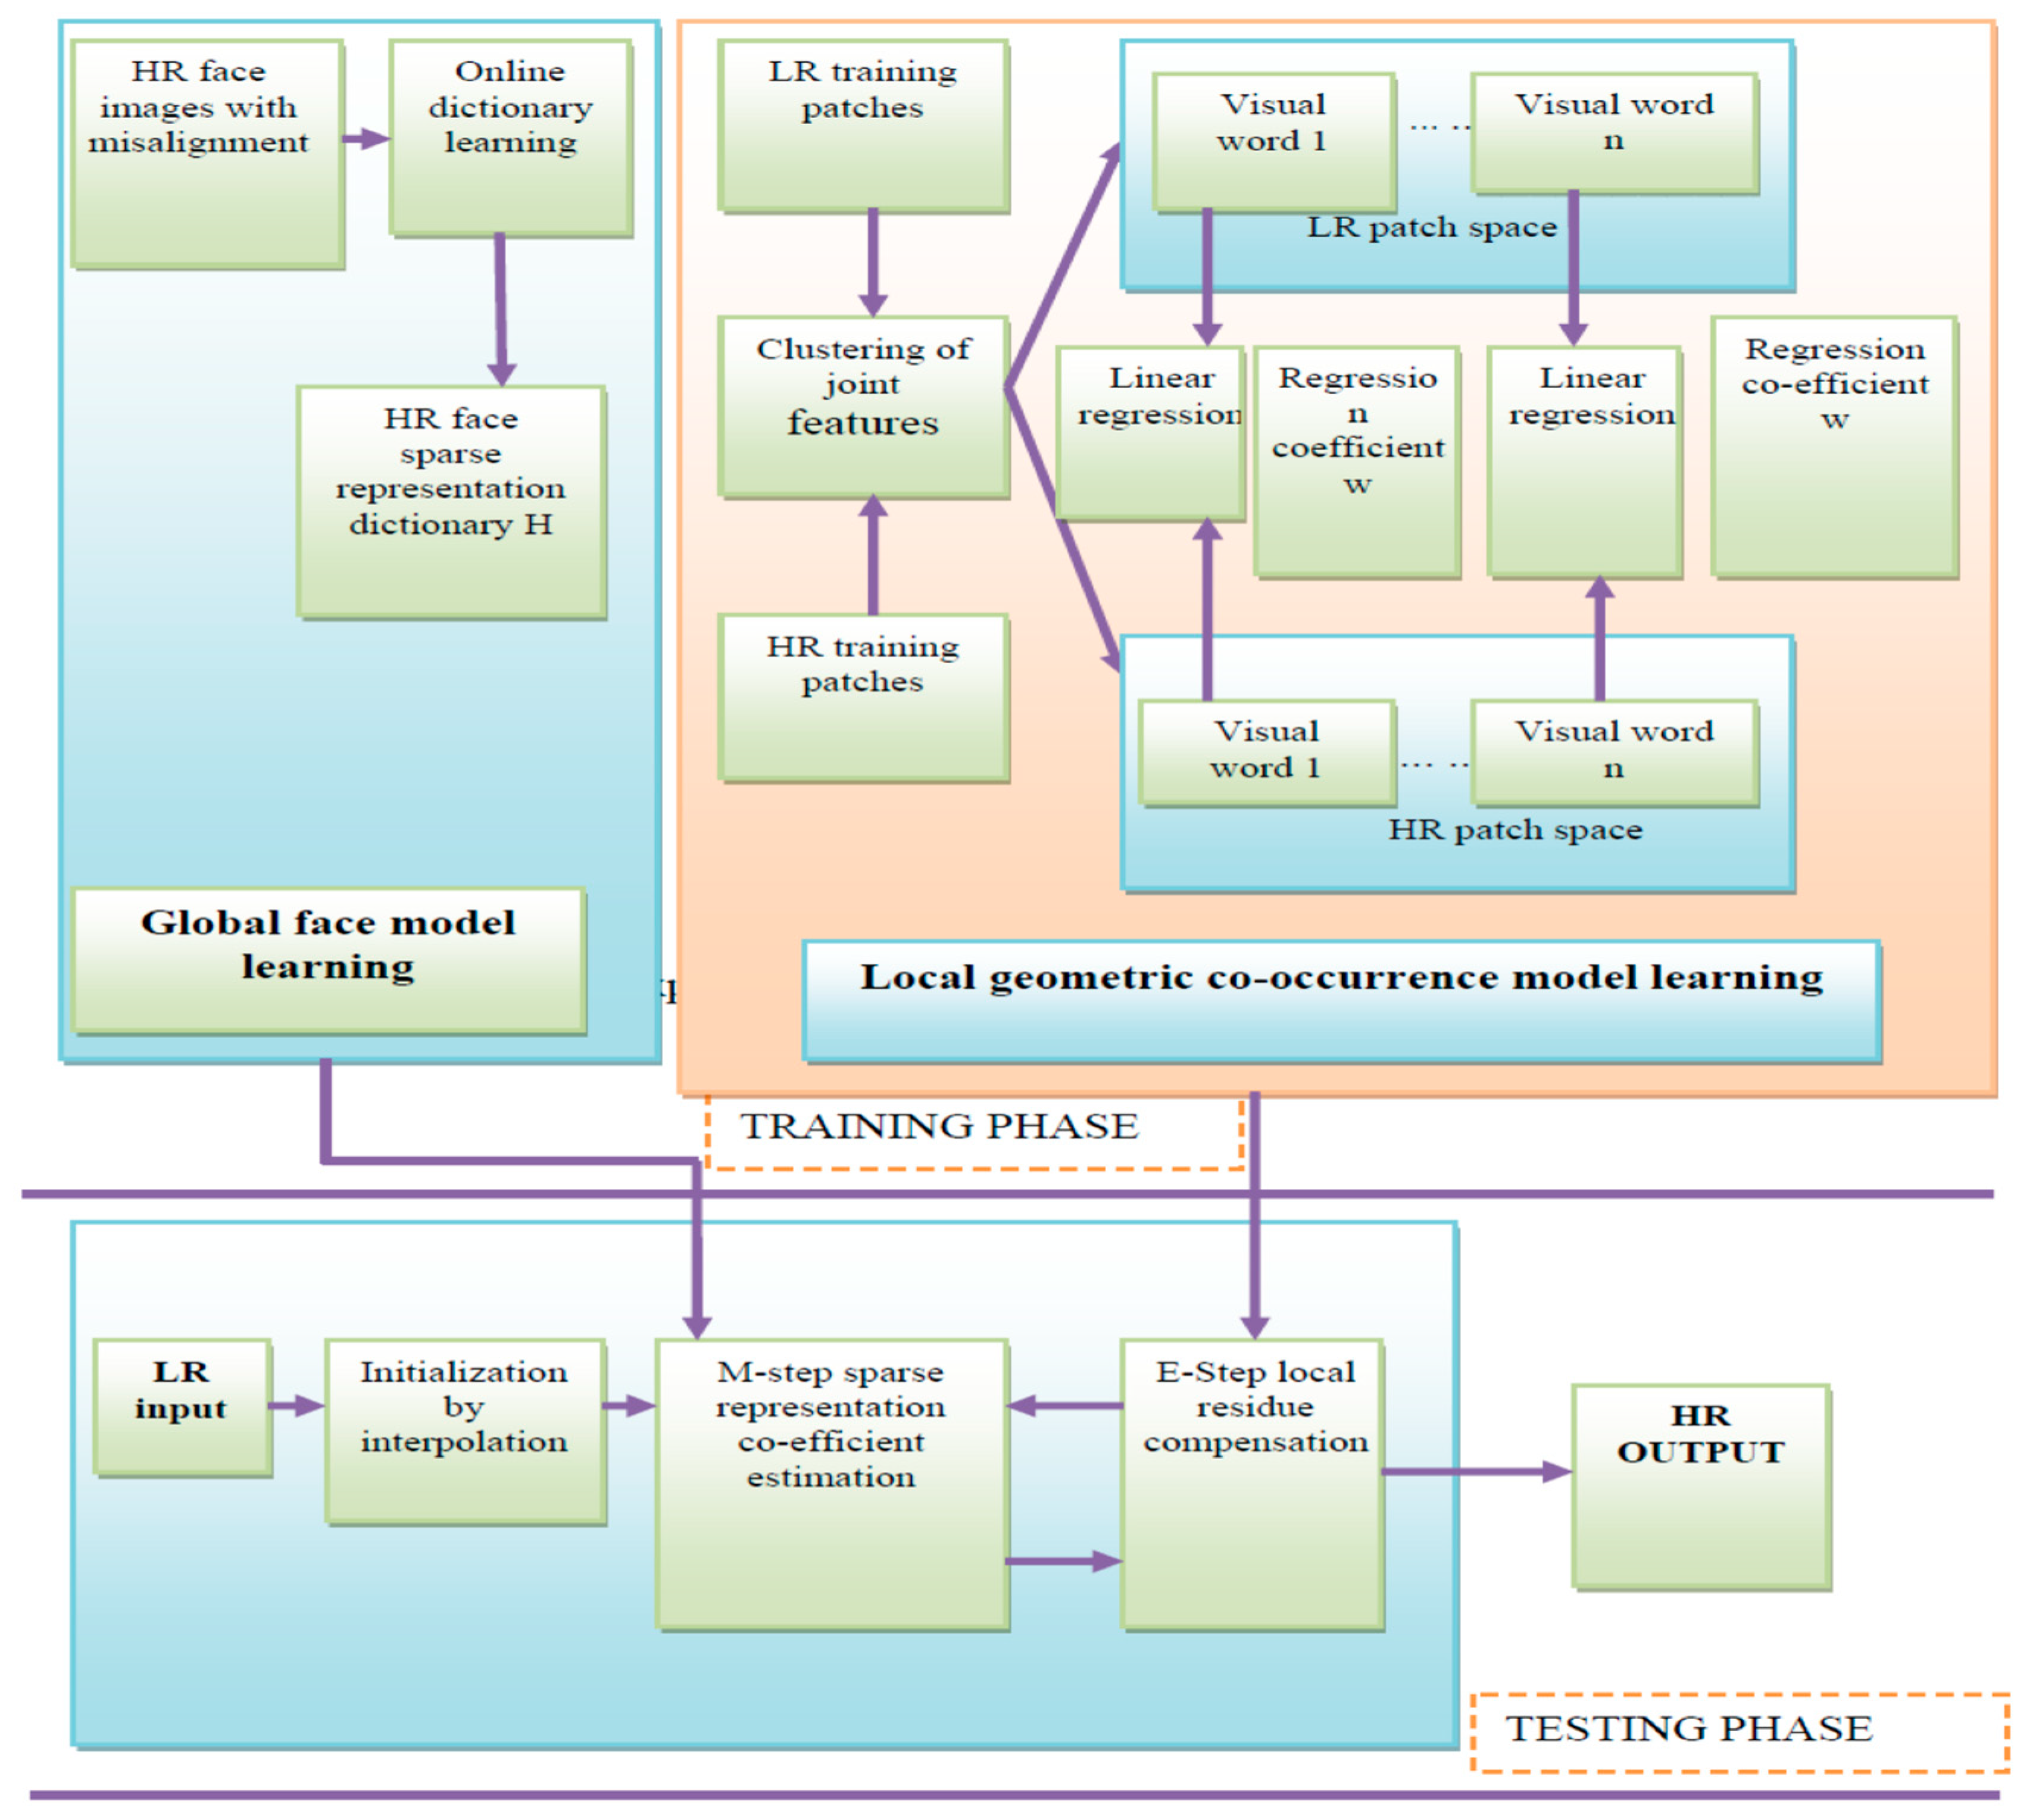 HR face
images with
misalignment
Online
dictionary
learning
HR face
sparse
representation
dictionary H
Global face model
learning
LR training
patches
Clustering of
joint
features
HR training
patches
Visual
word 1
... ..
Visual word
n
LR patch space
Linear
regression
Regressio
n
coefficient
w
Linear
regression
Regression
co-efficient
w
Visual
word 1
... ..
Visual word
n
HR patch space
Local geometric co-occurrence model learning
TRAINING PHASE
LR
input
Initialization
by
interpolation
M-step sparse
representation
co-efficient
estimation
E-Step local
residue
compensation
HR
OUTPUT
TESTING PHASE